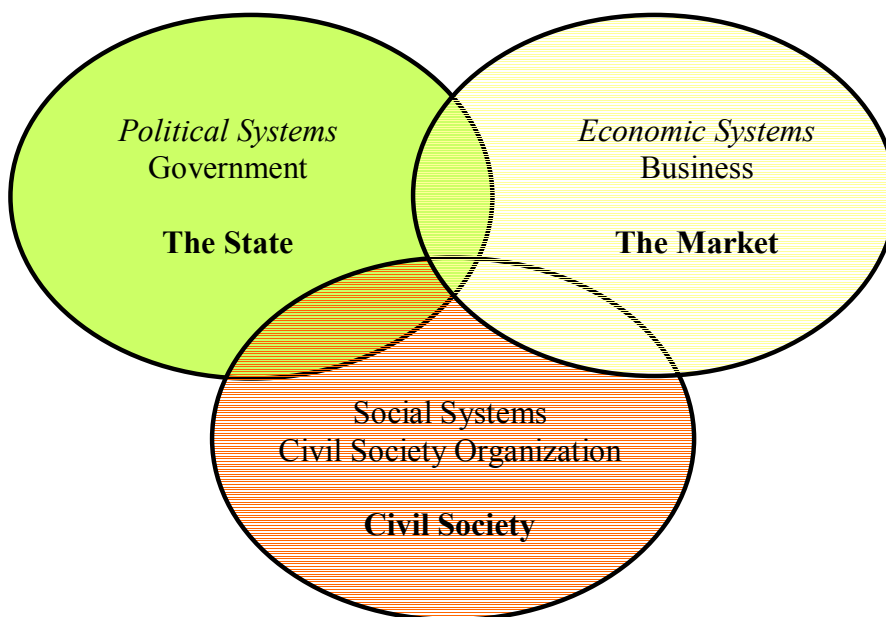 Political Systems
Government
The State
Economic Systems
Business
The Market
Social Systems
Civil Society Organization
Civil Society